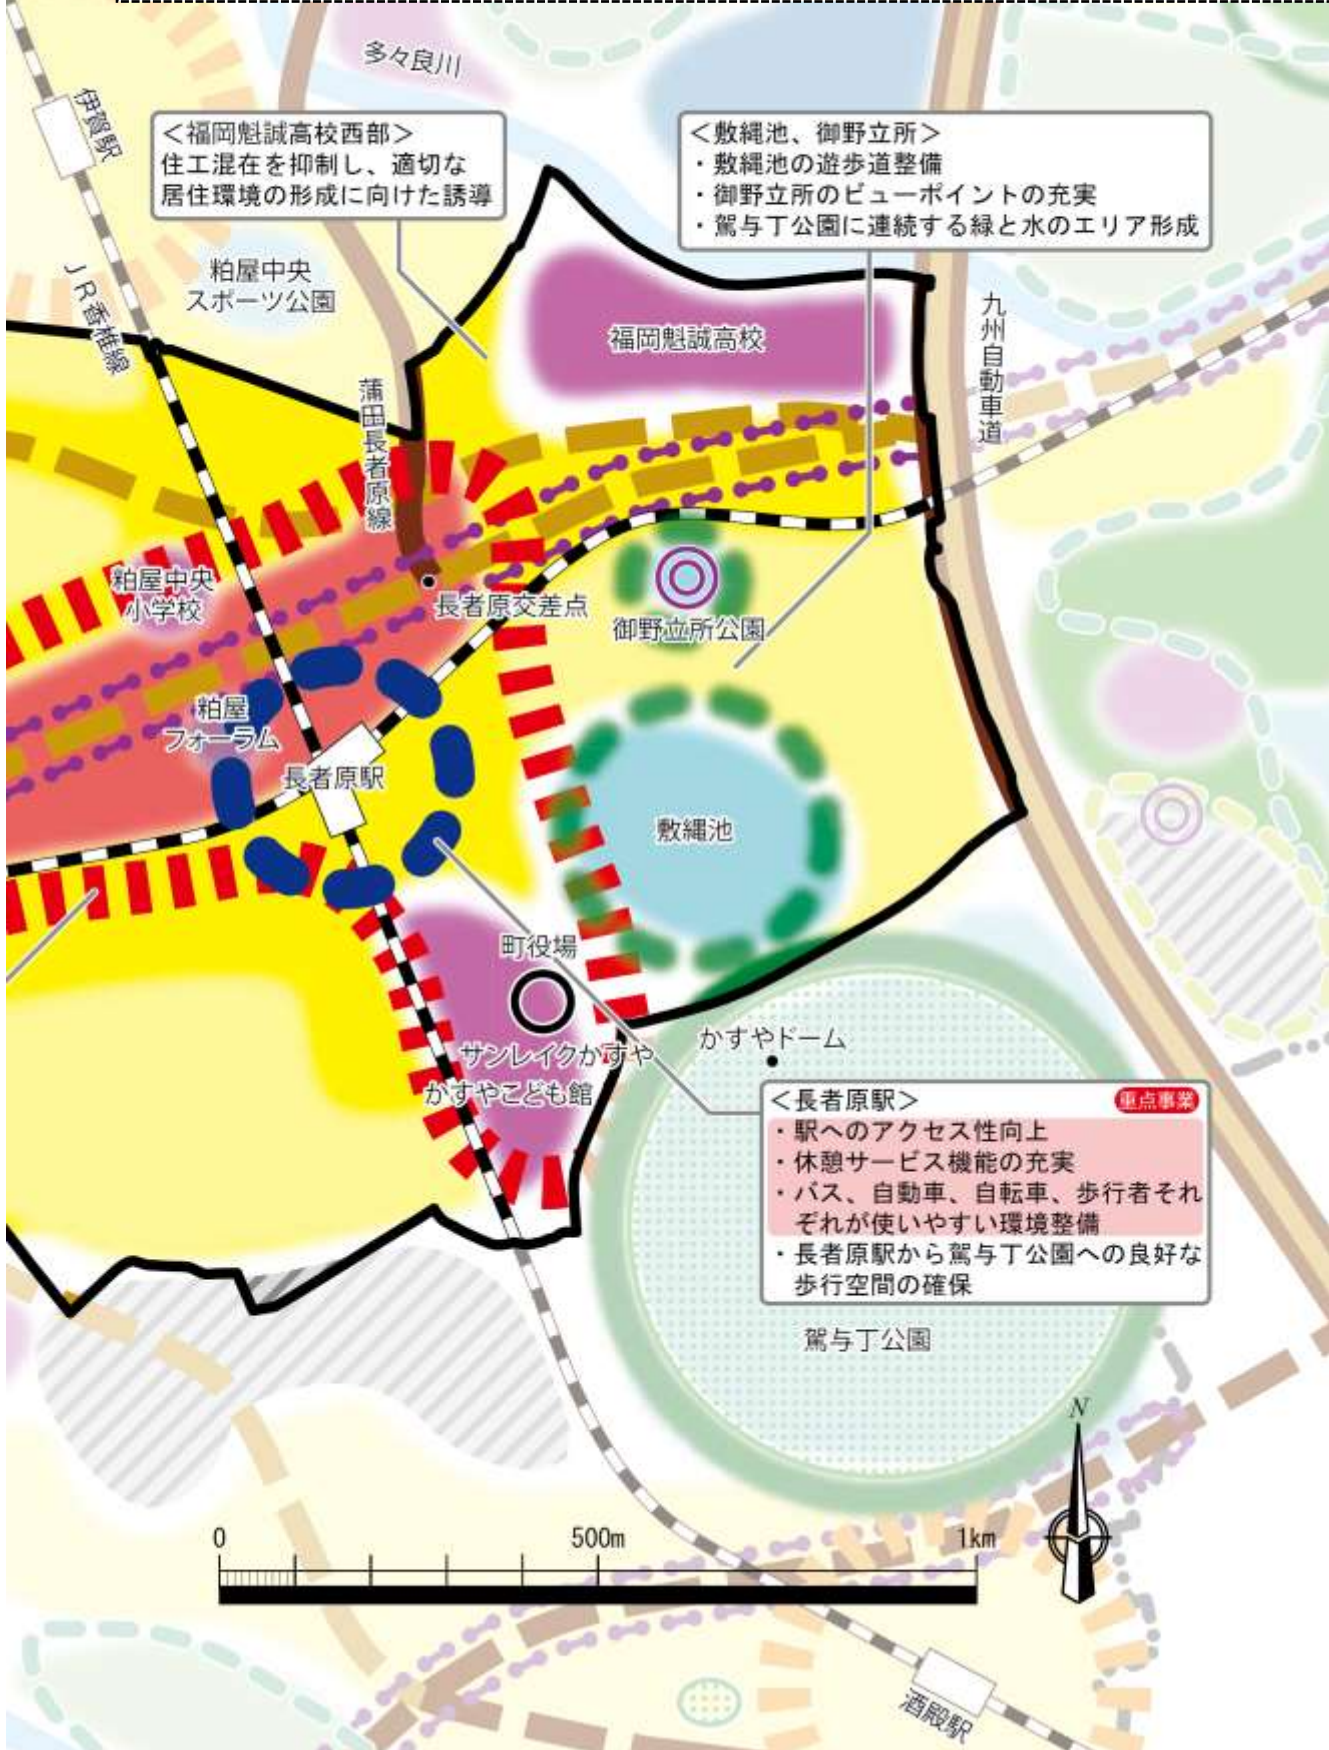 多々良川
伊賀駅
＜福岡魁誠高校西部＞
住工混在を抑制し、適切な
居住環境の形成に向けた誘導
＜敷縄池、御野立所＞
・敷縄池の遊歩道整備
・御野立所のビューポイントの充実
・駕与丁公園に連続する緑と水のエリア形成
粕屋中央
スポーツ公園
ＪＲ香椎線
福岡魁誠高校
九州自動車道
蒲田長者原線
粕屋中央
小学校
長者原交差点
御野立所公園
粕屋
フォーラム
長者原駅
敷縄池
町役場
サンレイクかすや
かすやこども館
かすやドーム
＜長者原駅＞
重点事業
・駅へのアクセス性向上
・休憩サービス機能の充実
・バス、自動車、自転車、歩行者それ
ぞれが使いやすい環境整備
・長者原駅から駕与丁公園への良好な
歩行空間の確保
駕与丁公園
N
0
500m
1km
酒殿駅